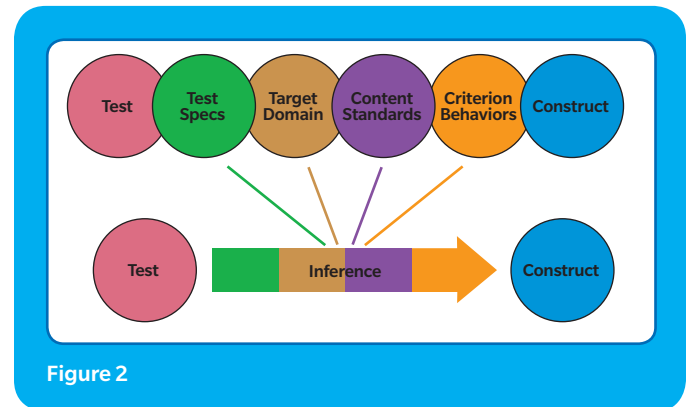 Test
Test
Specs
Target
Domain
Content
Standards
Criterion
Behaviors
Construct
Test
Inference
Construct
Figure 2